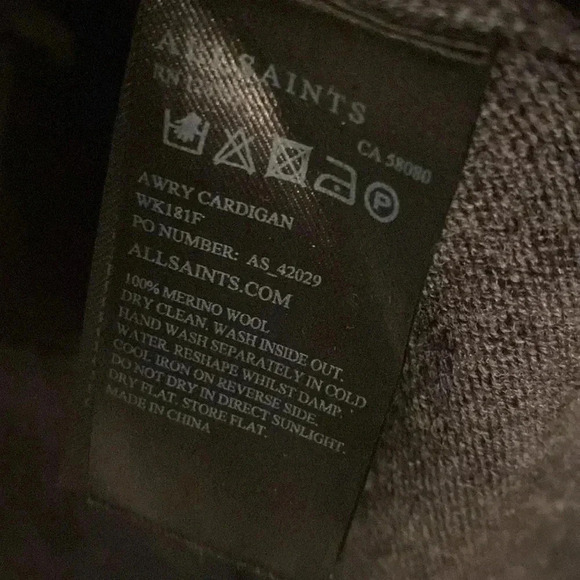 ALLSAINTS
RN
CA 58080
P
AWRY CARDIGAN
WK181F
PO NUMBER: AS_42029
ALLSAINTS.COM
100% MERINO WOOL
DRY CLEAN. WASH INSIDE OUT.
HAND WASH SEPARATELY IN COLD
WATER. RESHAPE WHILST DAMP.
COOL IRON ON REVERSE SIDE.
DO NOT DRY IN DIRECT SUNLIGHT.
DRY FLAT. STORE FLAT.
MADE IN CHINA